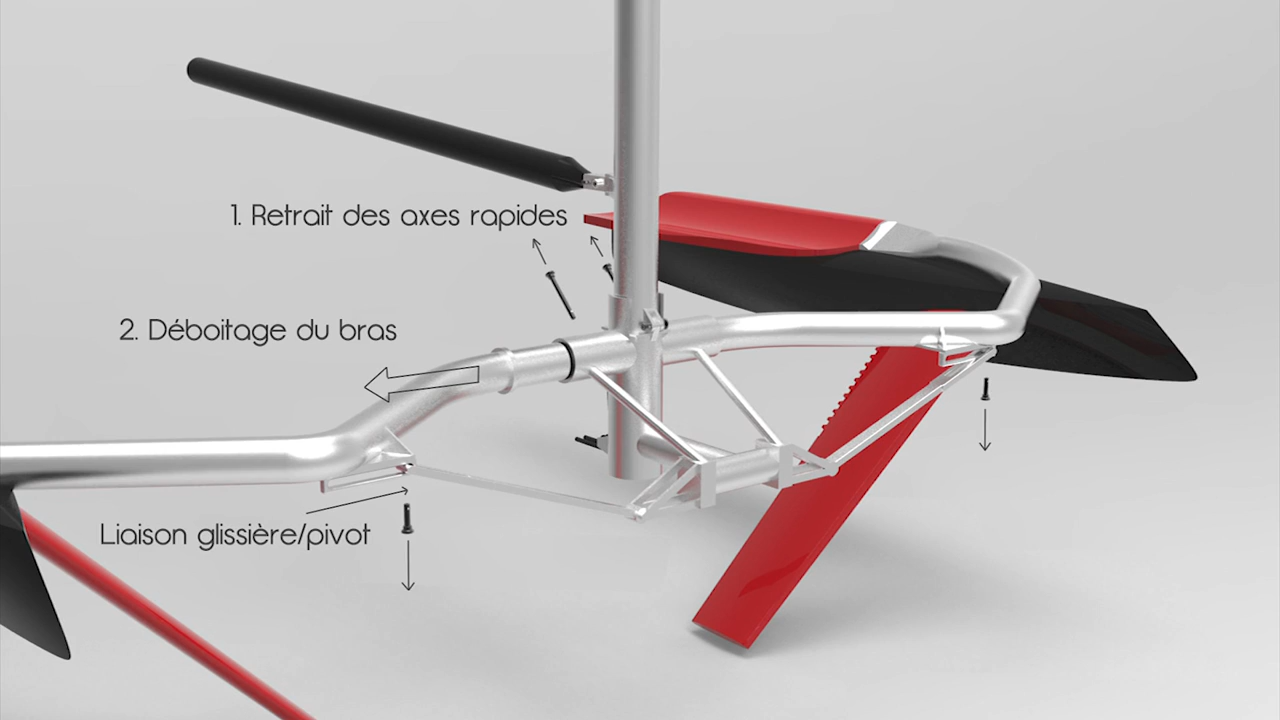 1. Retrait des axes rapides
2. Déboitage du bras
Liaison glissière/pivot